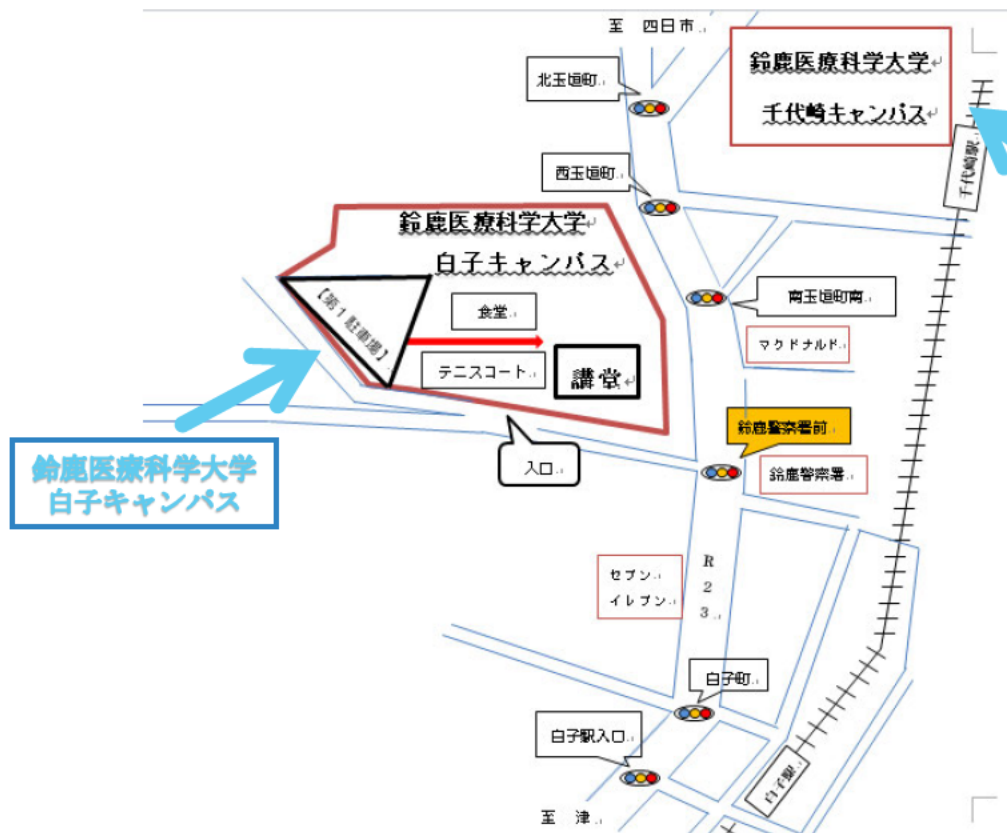 至 四日市
鈴鹿医療科学大学
千代崎キャンパス
北玉垣町
千代崎駅
西玉垣町
鈴鹿医療科学大学
白子キャンパス
南玉垣町南
食堂
【第1駐車場】
マクドナルド
テニスコート
講堂
鈴鹿警察署前
入口
鈴鹿警察署
鈴鹿医療科学大学
白子キャンパス
セブン
イレブン
R
2
3
白子町
白子駅入口
白子駅
至 津